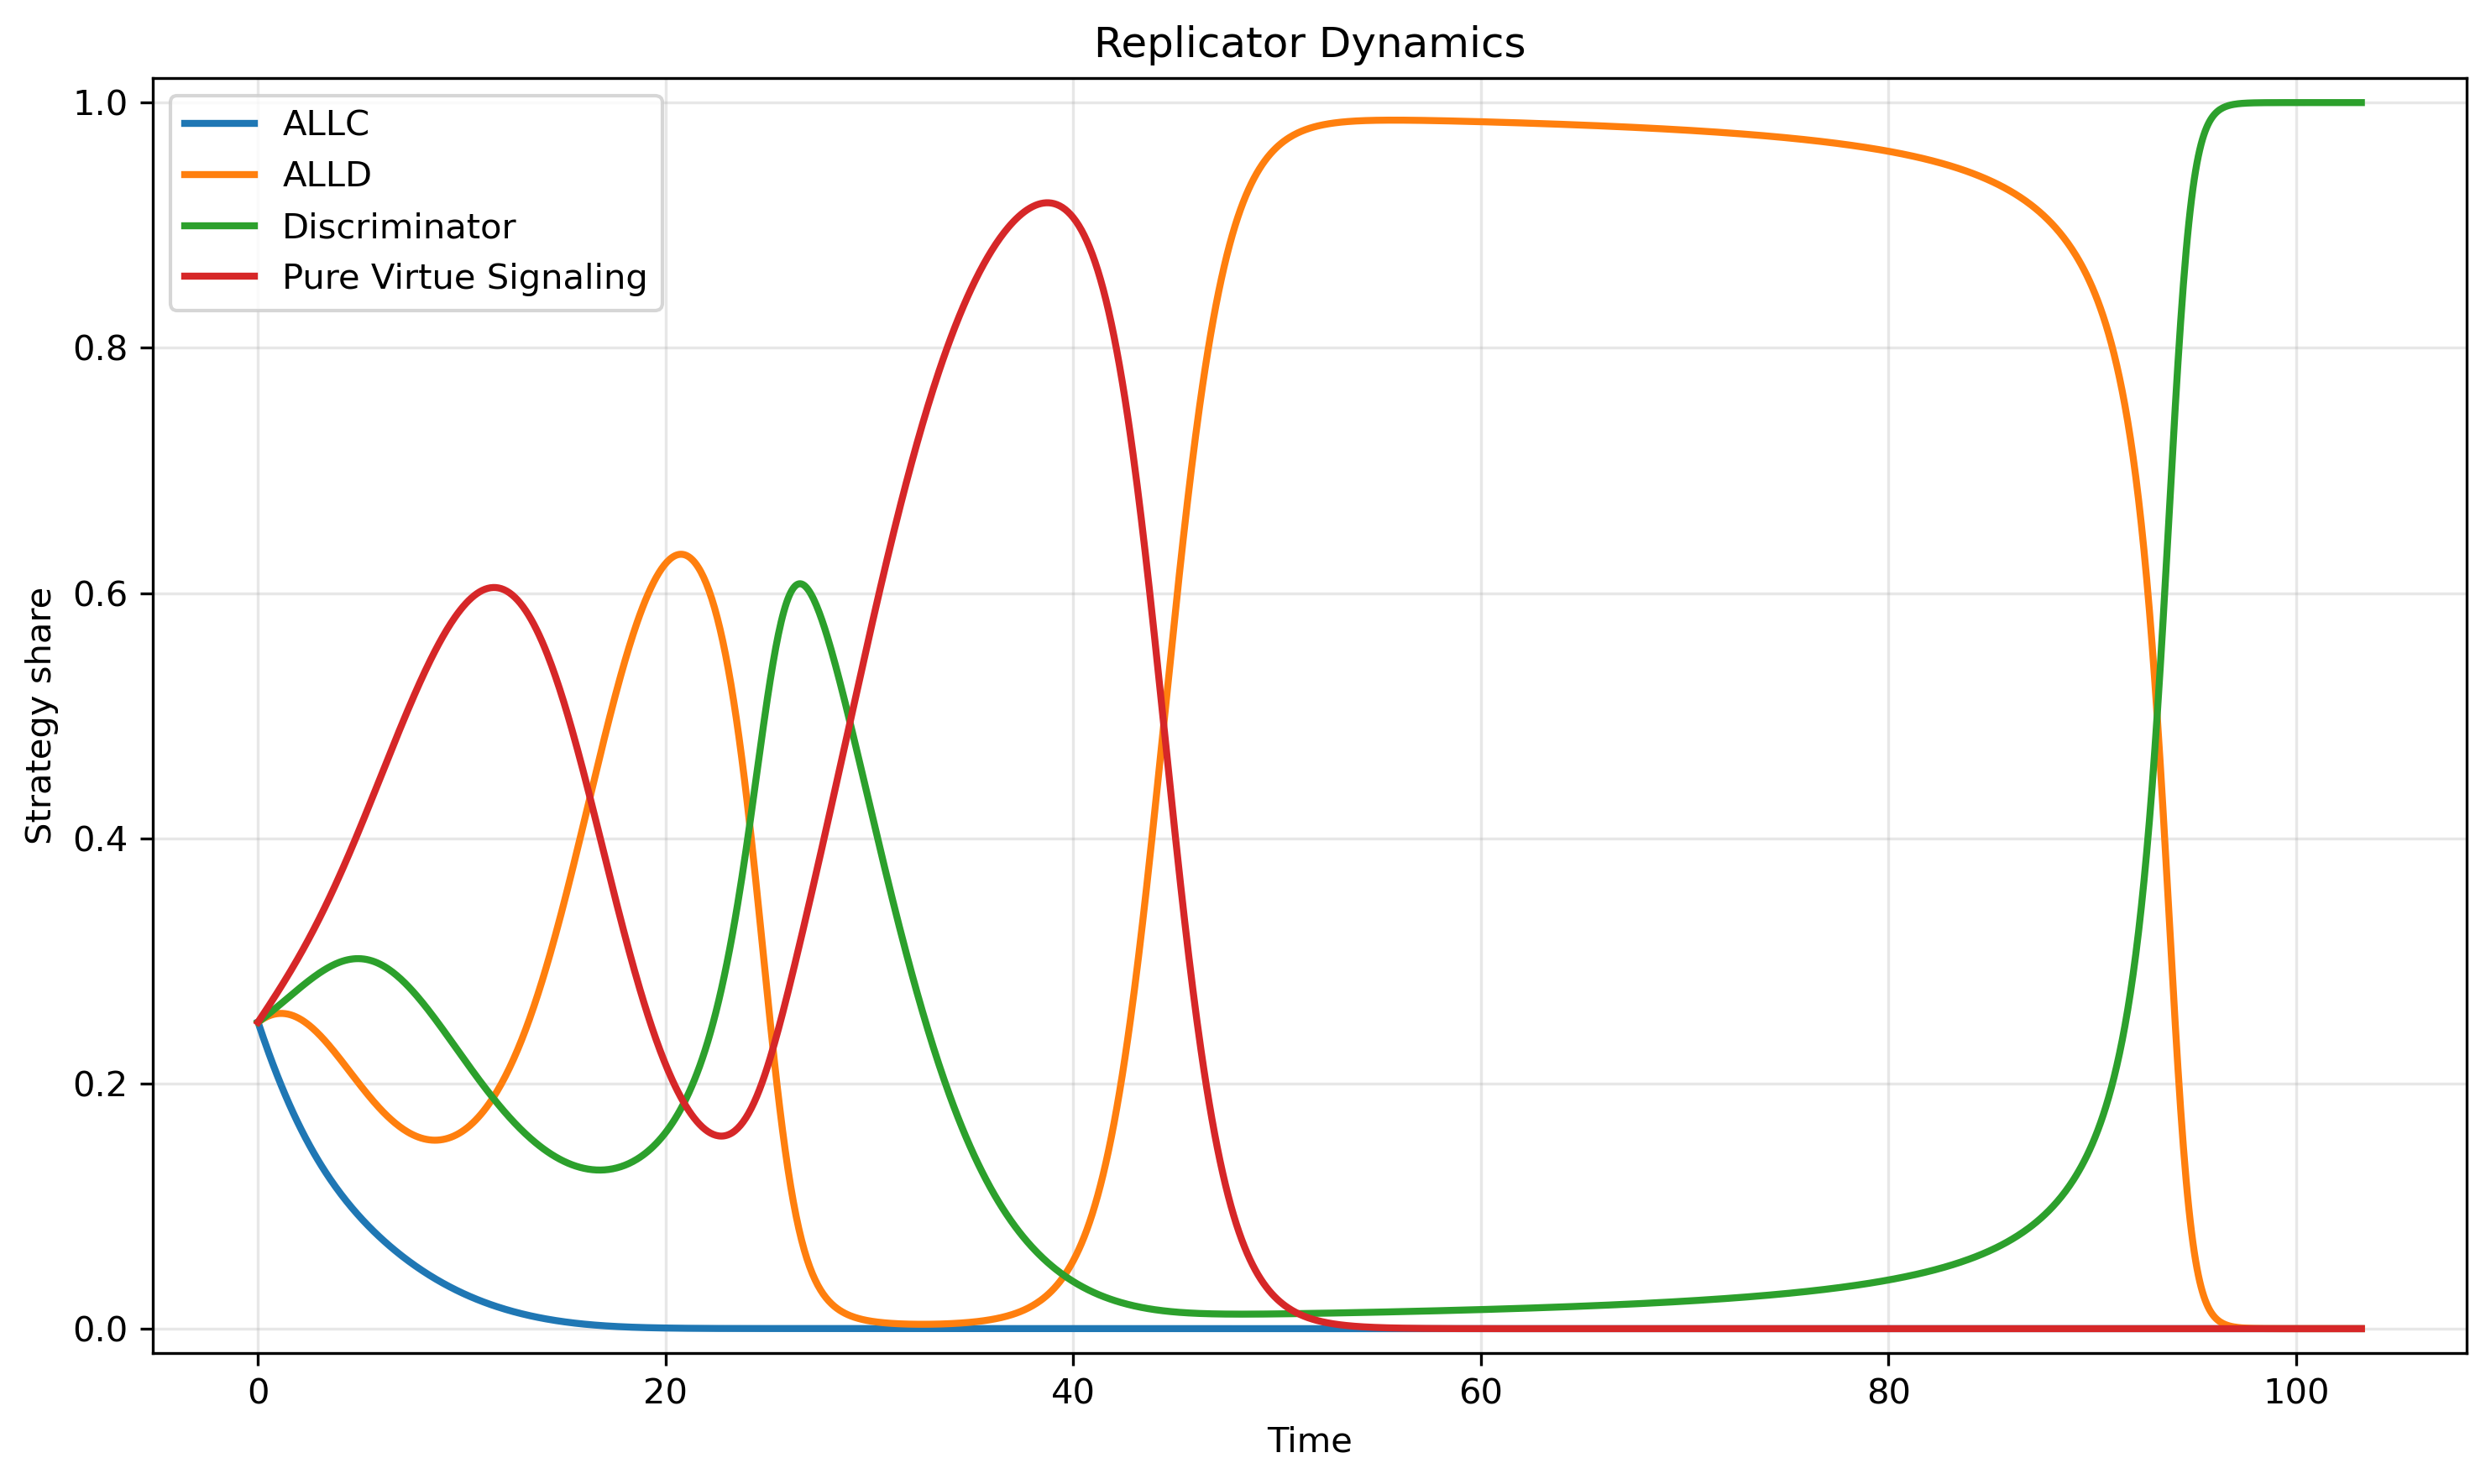 Replicator Dynamics
ALLC
ALLD
Discriminator
Pure Virtue Signaling
Strategy share
1.0
0.8
0.6
0.4
0.2
0.0
0 20 40 60 80 100
Time